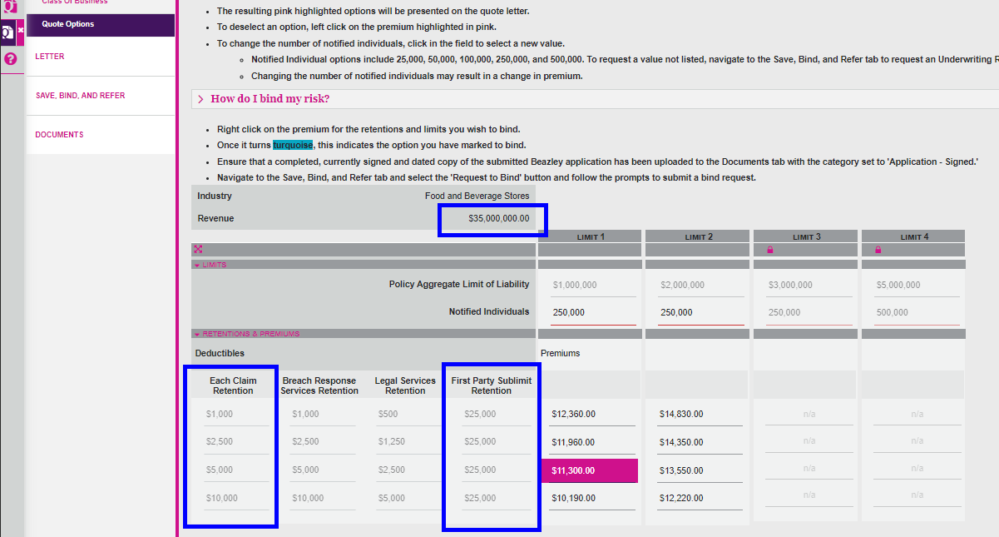 Class Of Business
Quote Options
LETTER
SAVE, BIND, AND REFER
DOCUMENTS
The resulting pink highlighted options will be presented on the quote letter.
To deselect an option, left click on the premium highlighted in pink.
To change the number of notified individuals, click in the field to select a new value.
Notified Individual options include 25,000, 50,000, 100,000, 250,000, and 500,000. To request a value not listed, navigate to the Save, Bind, and Refer tab to request an Underwriting R
Changing the number of notified individuals may result in a change in premium.
How do I bind my risk?
Right click on the premium for the retentions and limits you wish to bind.
Once it turns turquoise, this indicates the option you have marked to bind.
Ensure that a completed, currently signed and dated copy of the submitted Beazley application has been uploaded to the Documents tab with the category set to 'Application - Signed.'
Navigate to the Save, Bind, and Refer tab and select the 'Request to Bind' button and follow the prompts to submit a bind request.
Industry Food and Beverage Stores
Revenue $35,000,000.00
LIMIT 1 LIMIT 2 LIMIT 3 LIMIT 4
LIMITS
Policy Aggregate Limit of Liability $1,000,000 $2,000,000 $3,000,000 $5,000,000
Notified Individuals 250,000 250,000 250,000 500,000
RETENTIONS & PREMIUMS
Deductibles Premiums
Each Claim Breach Response Legal Services First Party Sublimit
Retention Services Retention Retention Retention
$1,000 $1,000 $500 $25,000 $12,360.00 $14,830.00 n/a n/a
$2,500 $2,500 $1,250 $25,000 $11,960.00 $14,350.00 n/a n/a
$5,000 $5,000 $2,500 $25,000 $11,300.00 $13,550.00 n/a n/a
$10,000 $10,000 $5,000 $25,000 $10,190.00 $12,220.00 n/a n/a